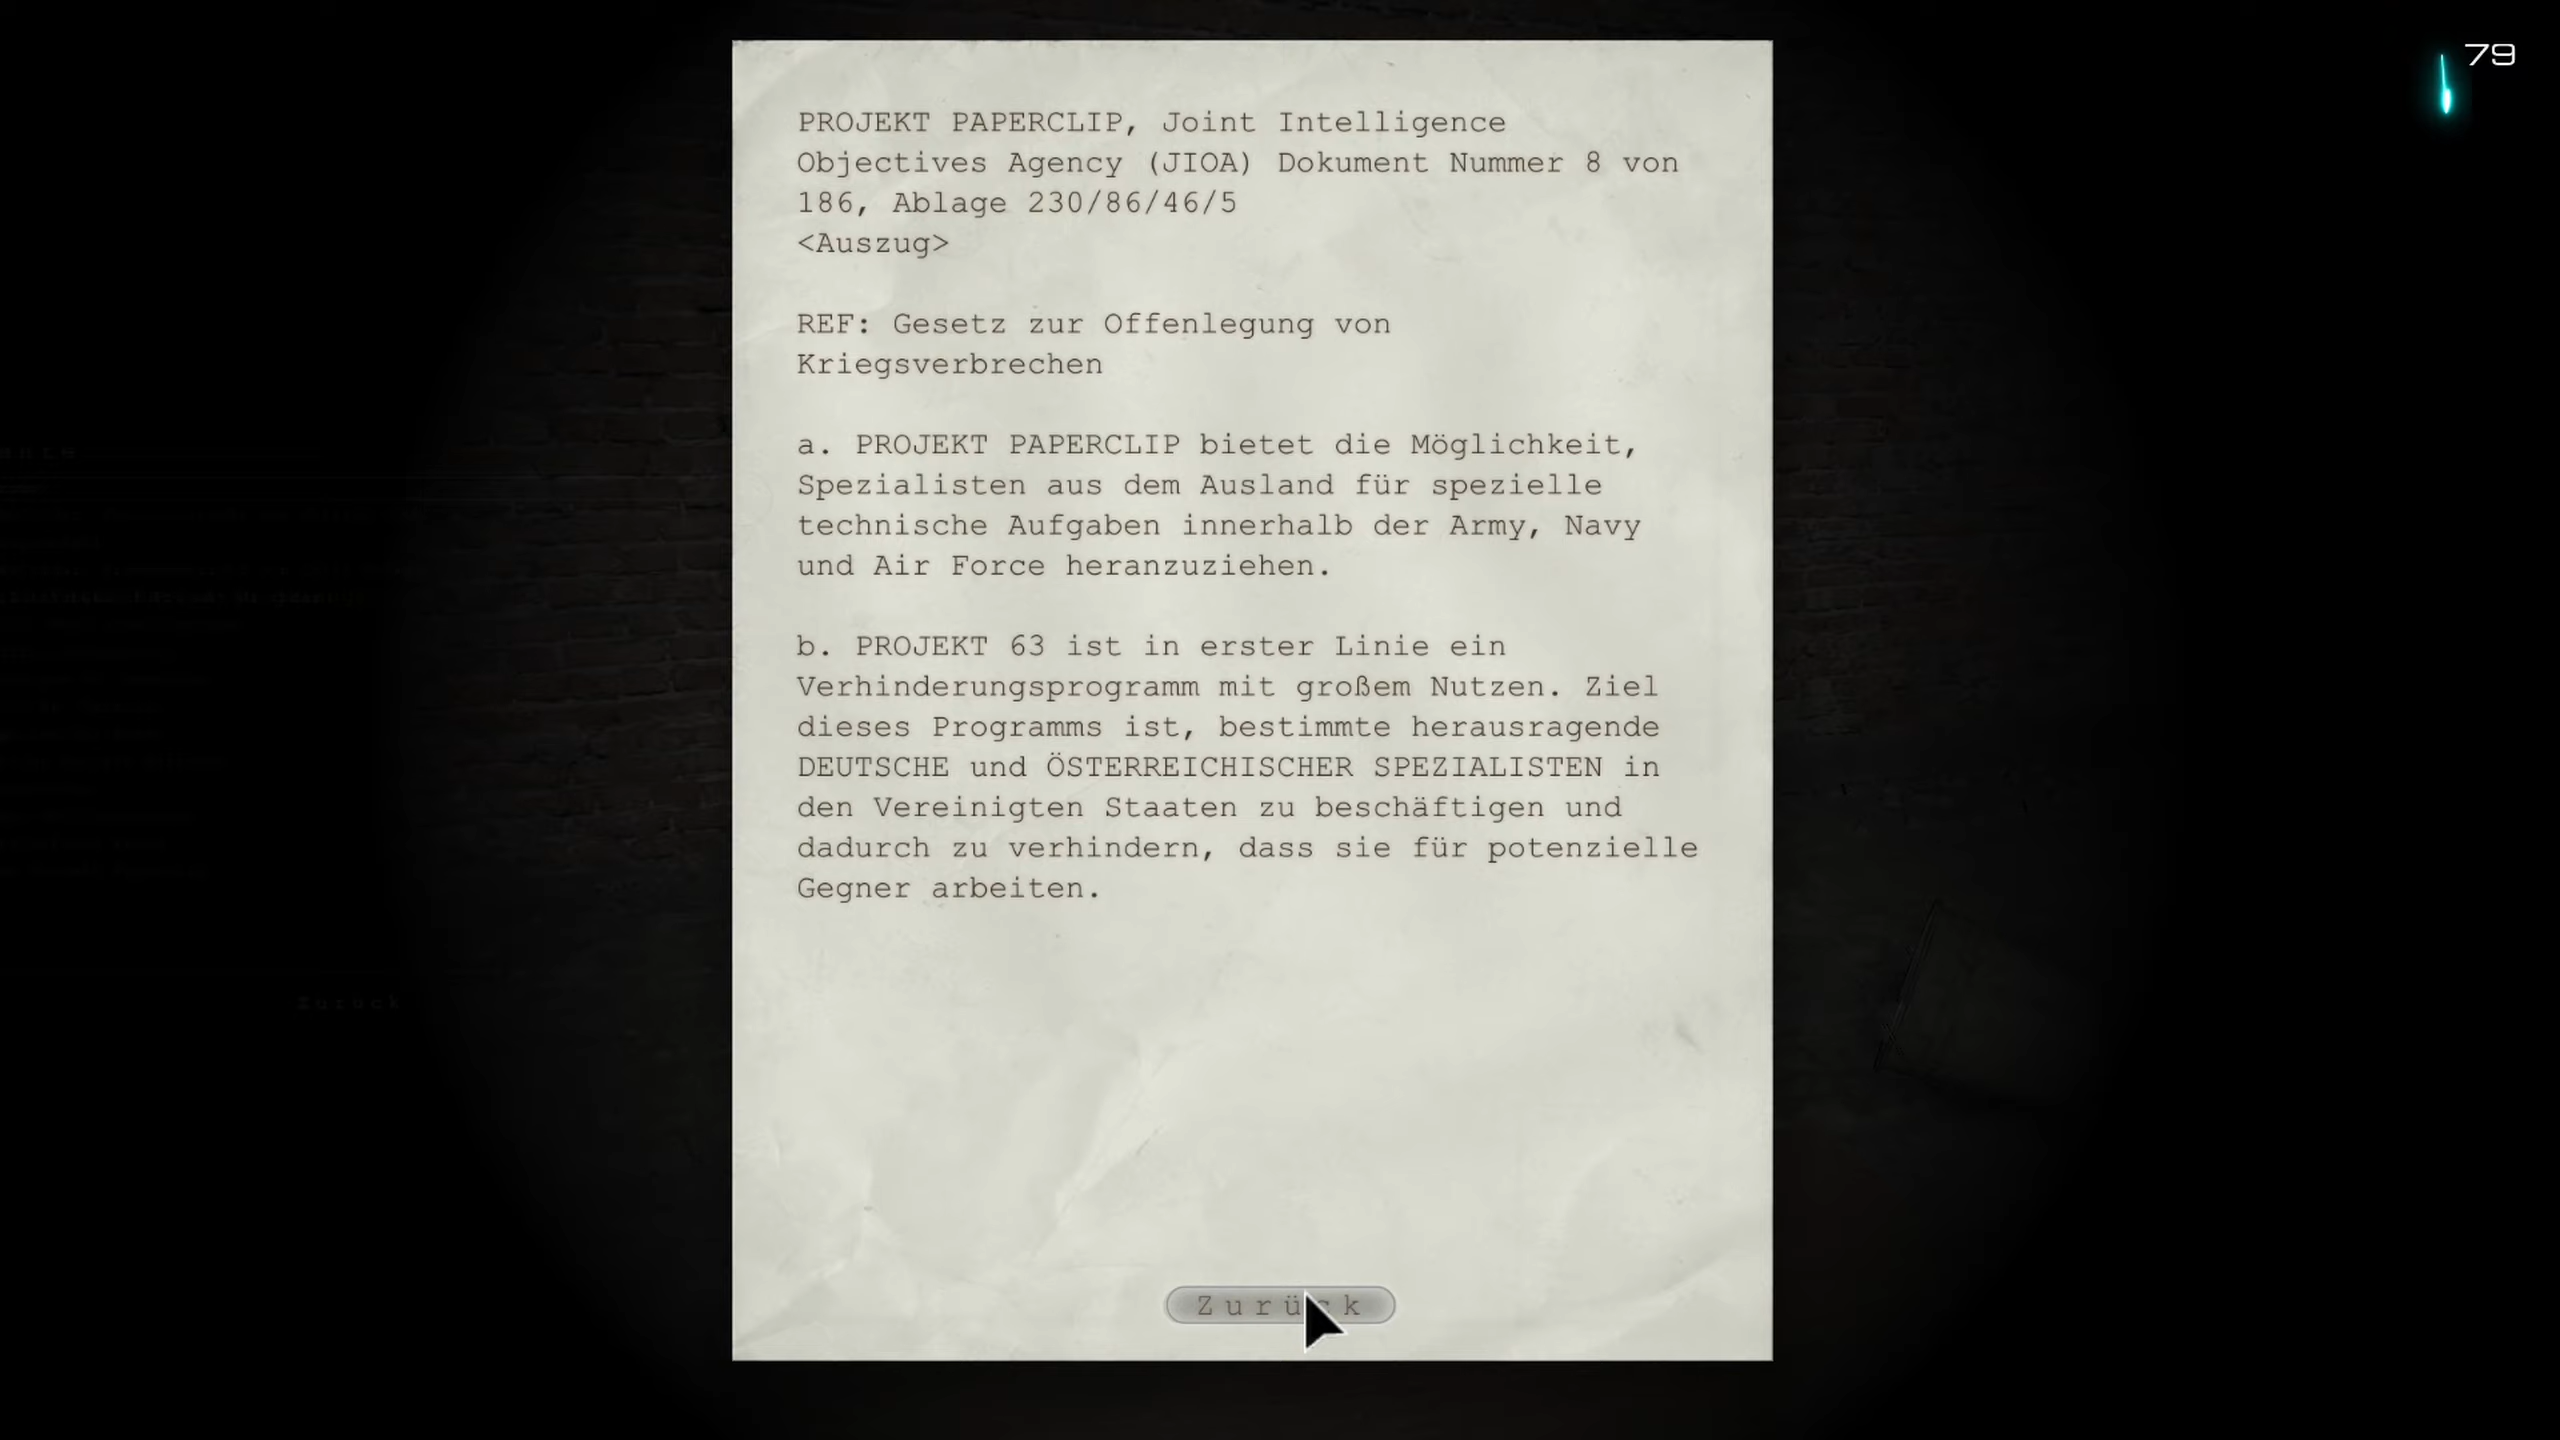 79
PROJEKT PAPERCLIP, Joint Intelligence
Objectives Agency (JIOA) Dokument Nummer 8 von
186, Ablage 230/86/46/5
<Auszug>
REF: Gesetz zur Offenlegung von
Kriegsverbrechen
a. PROJEKT PAPERCLIP bietet die Möglichkeit,
Spezialisten aus dem Ausland für spezielle
technische Aufgaben innerhalb der Army, Navy
und Air Force heranzuziehen.
b. PROJEKT 63 ist in erster Linie ein
Verhinderungsprogramm mit großem Nutzen. Ziel
dieses Programms ist, bestimmte herausragende
DEUTSCHE und ÖSTERREICHISCHER SPEZIALISTEN in
den Vereinigten Staaten zu beschäftigen und
dadurch zu verhindern, dass sie für potenzielle
Gegner arbeiten.
Zurück
Zurück